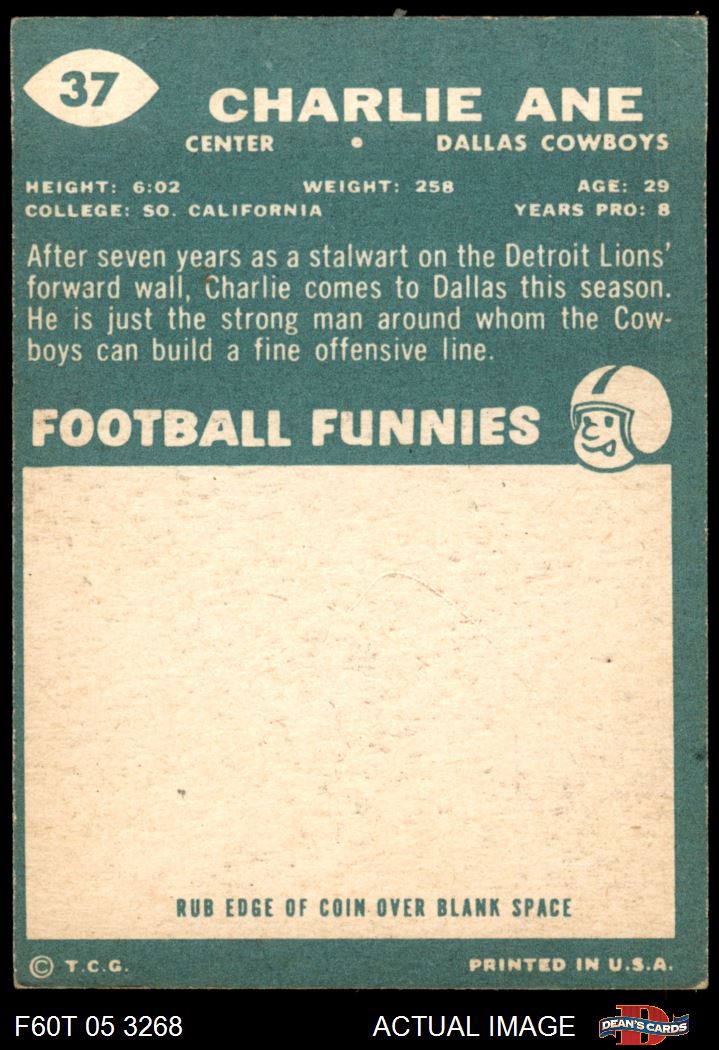 37
CHARLIE ANE
CENTER • DALLAS COWBOYS
HEIGHT: 6:02 WEIGHT: 258 AGE: 29
COLLEGE: SO. CALIFORNIA YEARS PRO: 8
After seven years as a stalwart on the Detroit Lions'
forward wall, Charlie comes to Dallas this season.
He is just the strong man around whom the Cow-
boys can build a fine offensive line.
FOOTBALL FUNNIES
RUB EDGE OF COIN OVER BLANK SPACE
© T.C.G. PRINTED IN U.S.A.
F60T 05 3268 ACTUAL IMAGE D DEAN'S CARDS